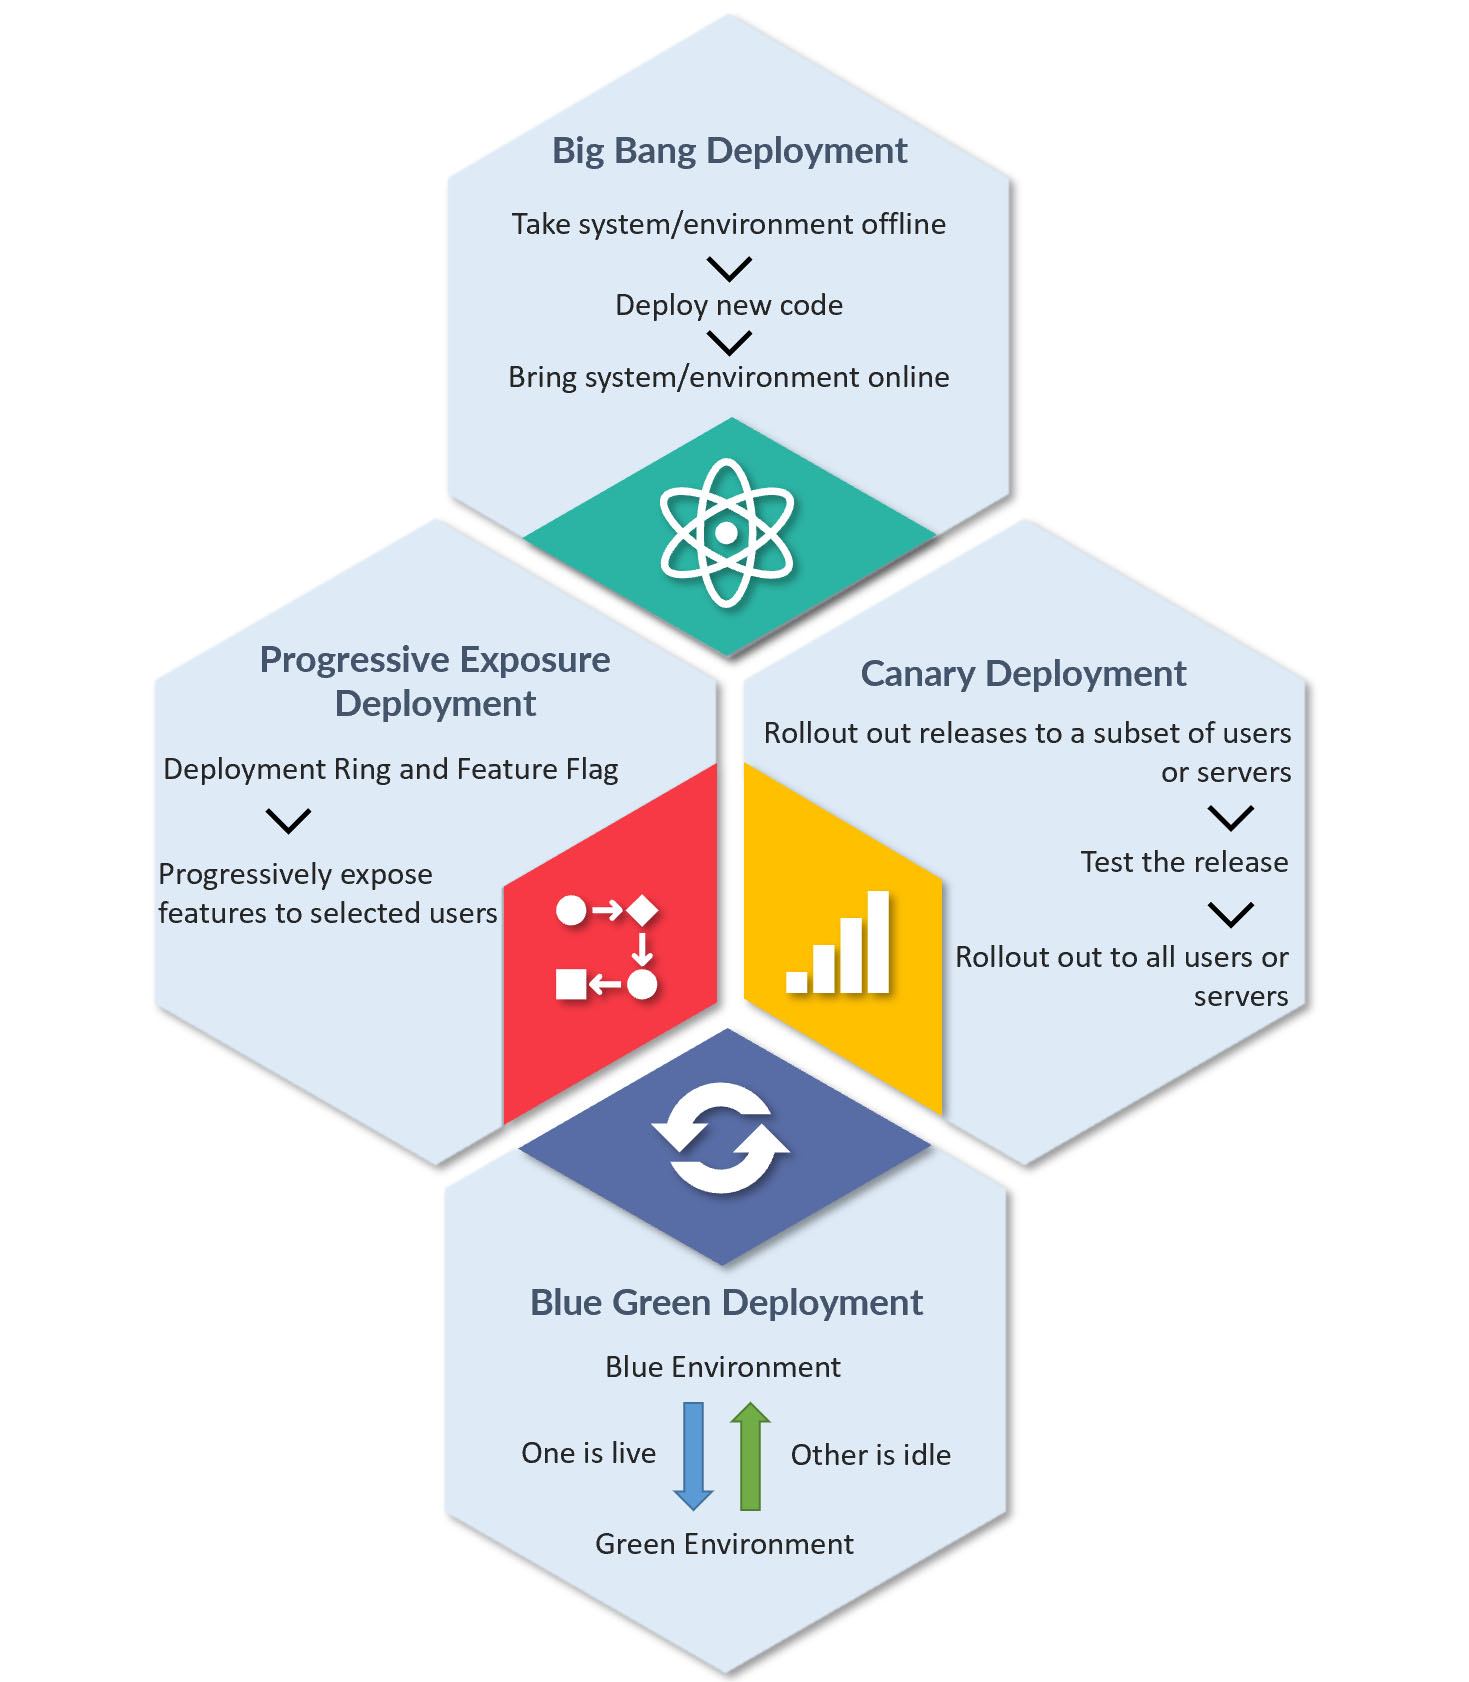 Big Bang Deployment
Take system/environment offline
Deploy new code
Bring system/environment online
Progressive Exposure
Deployment
Deployment Ring and Feature Flag
Progressively expose
features to selected users
Canary Deployment
Rollout out releases to a subset of users
or servers
Test the release
Rollout out to all users or
servers
Blue Green Deployment
Blue Environment
One is live
Other is idle
Green Environment